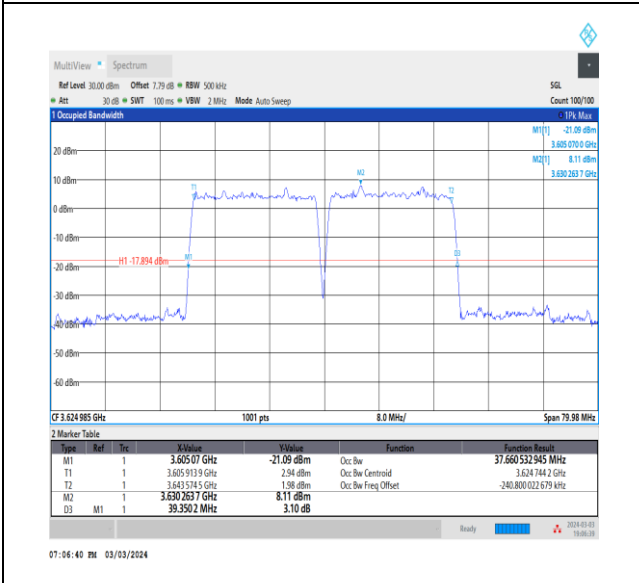 MultiView Spectrum
Ref Level 30.00 dBm Offset 7.79 dB RBW 500 kHz SGL
Att 30 dB SWT 100 ms VBW 2 MHz Mode Auto Sweep Count 100/100
1 Occupied Bandwidth 1Pk Max
M1[1] -21.09 dBm
3.605 070 0 GHz
20 dBm
M2[1] 8.11 dBm
3.630 263 7 GHz
M2
10 dBm
T1 T2
0 dBm
-10 dBm
M1 D3
H1 -17.894 dBm
-20 dBm
-30 dBm
-40 dBm
-50 dBm
-60 dBm
CF 3.624 985 GHz 1001 pts 8.0 MHz/ Span 79.98 MHz
2 Marker Table
Type Ref Trc X-Value Y-Value Function Function Result
M1 1 3.605 07 GHz -21.09 dBm Occ Bw 37.660 532 945 MHz
T1 1 3.605 913 9 GHz 2.94 dBm Occ Bw Centroid 3.624 744 2 GHz
T2 1 3.643 574 5 GHz 1.98 dBm Occ Bw Freq Offset -240.800 022 679 kHz
M2 1 3.630 263 7 GHz 8.11 dBm
D3 M1 1 39.350 2 MHz 3.10 dB
Ready 2024-03-03
19:06:39
07:06:40 PM 03/03/2024